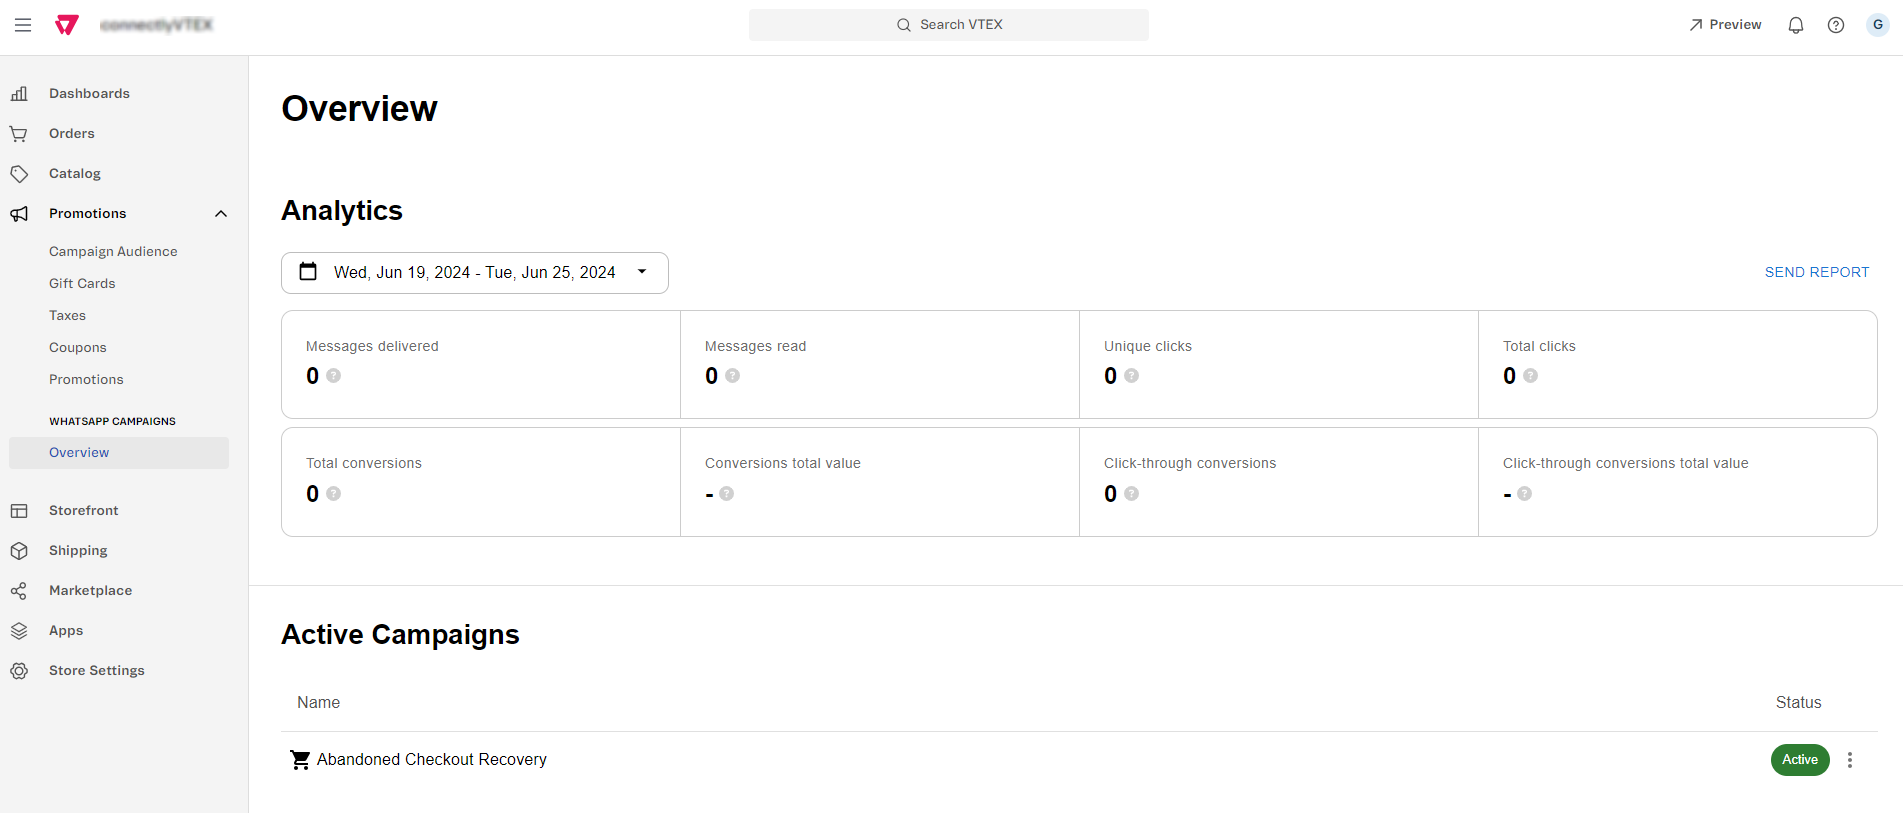 Search VTEX
Preview
G
Dashboards
Orders
Catalog
Promotions
Campaign Audience
Gift Cards
Taxes
Coupons
Promotions
WHATSAPP CAMPAIGNS
Overview
Storefront
Shipping
Marketplace
Apps
Store Settings
Overview
Analytics
Wed, Jun 19, 2024 - Tue, Jun 25, 2024
SEND REPORT
Messages delivered
0 ?
Messages read
0 ?
Unique clicks
0 ?
Total clicks
0 ?
Total conversions
0 ?
Conversions total value
- ?
Click-through conversions
0 ?
Click-through conversions total value
- ?
Active Campaigns
Name Status
Abandoned Checkout Recovery Active